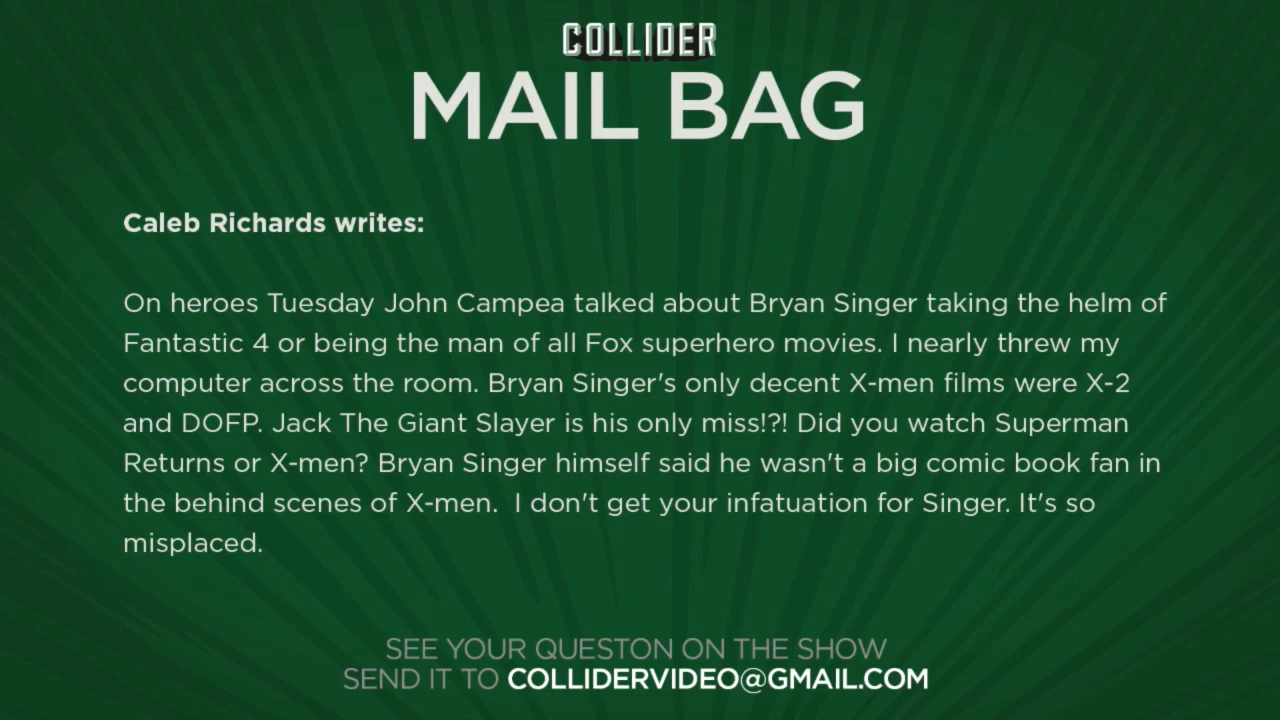 COLLIDER
MAIL BAG
Caleb Richards writes:
On heroes Tuesday John Campea talked about Bryan Singer taking the helm of
Fantastic 4 or being the man of all Fox superhero movies. I nearly threw my
computer across the room. Bryan Singer's only decent X-men films were X-2
and DOFP. Jack The Giant Slayer is his only miss!?! Did you watch Superman
Returns or X-men? Bryan Singer himself said he wasn't a big comic book fan in
the behind scenes of X-men.  I don't get your infatuation for Singer. It's so
misplaced.
SEE YOUR QUESTON ON THE SHOW
SEND IT TO COLLIDERVIDEO@GMAIL.COM